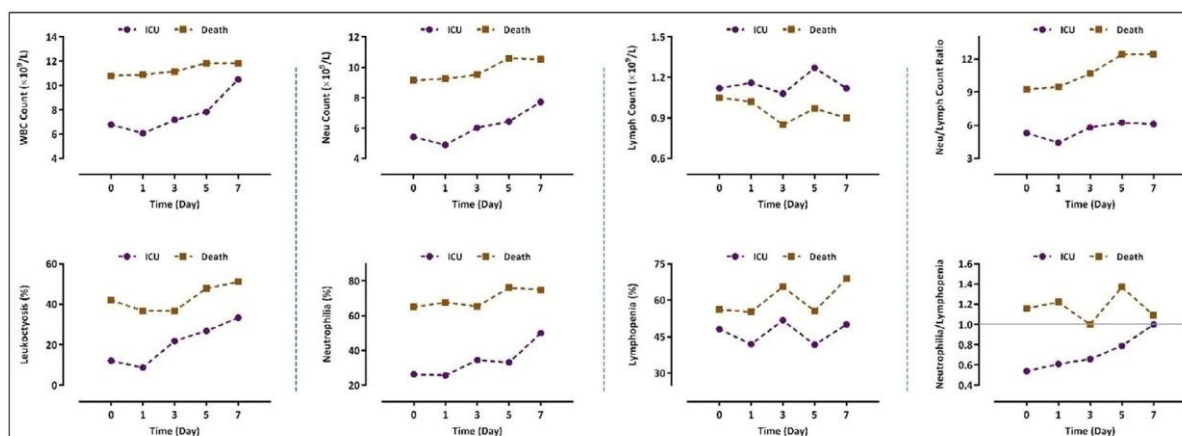 ICU Death
WBC Count (×10⁹/L)
14
12
10
8
6
4
0 1 3 5 7
Time (Day)
ICU Death
Neu Count (×10⁹/L)
12
10
8
6
4
0 1 3 5 7
Time (Day)
ICU Death
Lymph Count (×10⁹/L)
1.5
1.2
0.9
0.6
0 1 3 5 7
Time (Day)
ICU Death
Neu/Lymph Count Ratio
12
9
6
3
0 1 3 5 7
Time (Day)
ICU Death
Leukoctyosis (%)
60
40
20
0
0 1 3 5 7
Time (Day)
ICU Death
Neutrophilia (%)
80
60
40
20
0 1 3 5 7
Time (Day)
ICU Death
Lymphopenia (%)
75
60
45
30
0 1 3 5 7
Time (Day)
ICU Death
Neutrophilia/Lymphopenia
1.6
1.4
1.2
1.0
0.8
0.6
0.4
0 1 3 5 7
Time (Day)